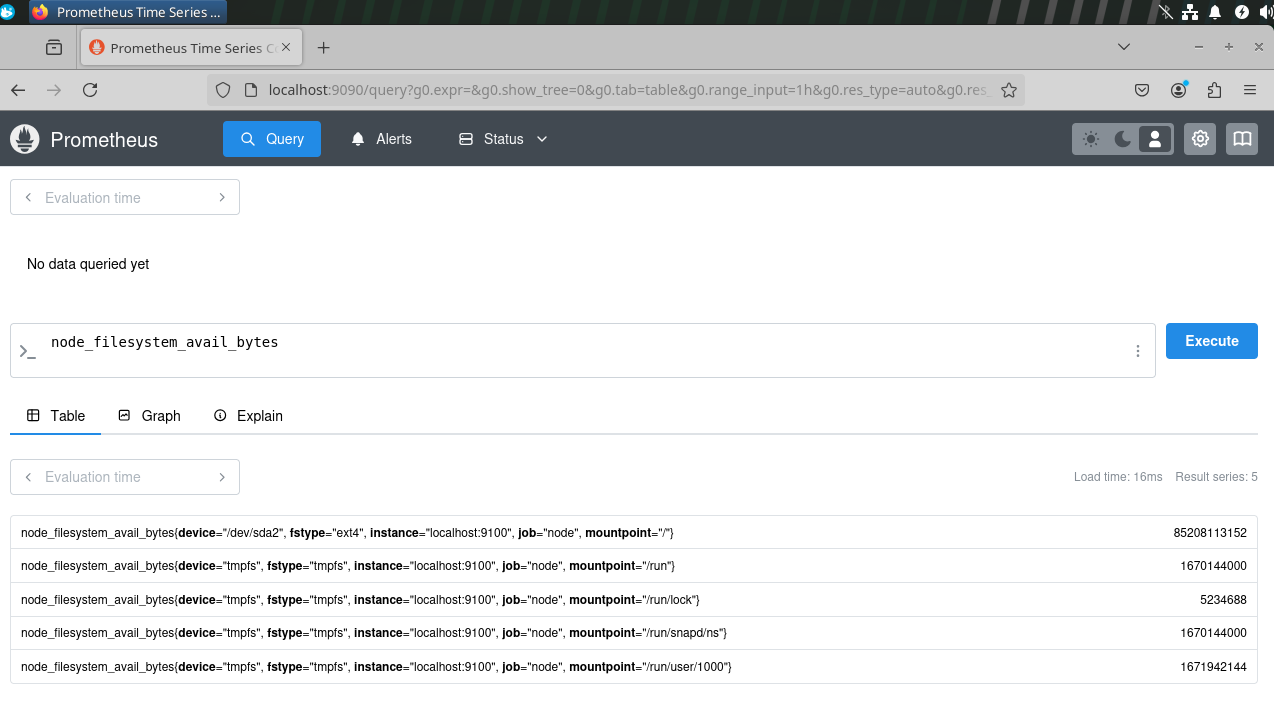 Prometheus Time Series ...
Prometheus Time Series C
localhost:9090/query?g0.expr=&g0.show_tree=0&g0.tab=table&g0.range_input=1h&g0.res_type=auto&g0.res_
Prometheus Query Alerts Status
Evaluation time
No data queried yet
>_ node_filesystem_avail_bytes Execute
Table Graph Explain
Evaluation time Load time: 16ms Result series: 5
node_filesystem_avail_bytes{device="/dev/sda2", fstype="ext4", instance="localhost:9100", job="node", mountpoint="/"} 85208113152
node_filesystem_avail_bytes{device="tmpfs", fstype="tmpfs", instance="localhost:9100", job="node", mountpoint="/run"} 1670144000
node_filesystem_avail_bytes{device="tmpfs", fstype="tmpfs", instance="localhost:9100", job="node", mountpoint="/run/lock"} 5234688
node_filesystem_avail_bytes{device="tmpfs", fstype="tmpfs", instance="localhost:9100", job="node", mountpoint="/run/snapd/ns"} 1670144000
node_filesystem_avail_bytes{device="tmpfs", fstype="tmpfs", instance="localhost:9100", job="node", mountpoint="/run/user/1000"} 1671942144